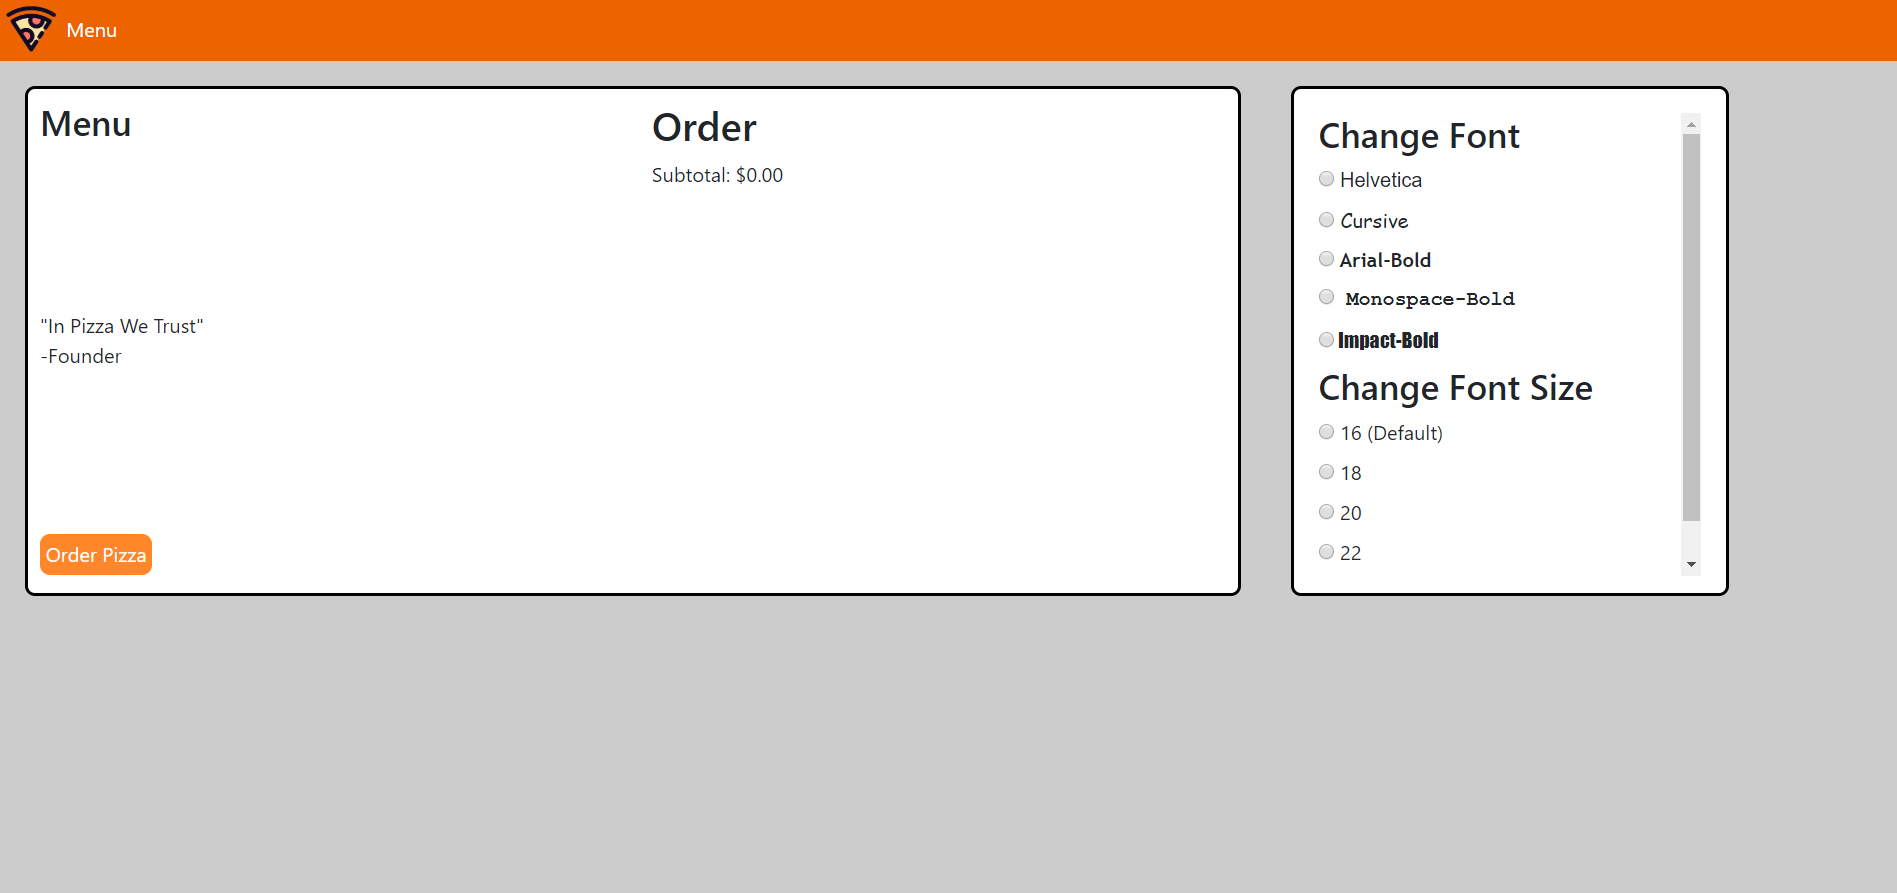 Menu
Menu
"In Pizza We Trust"
-Founder
Order Pizza
Order
Subtotal: $0.00
Change Font
Helvetica
Cursive
Arial-Bold
Monospace-Bold
Impact-Bold
Change Font Size
16 (Default)
18
20
22